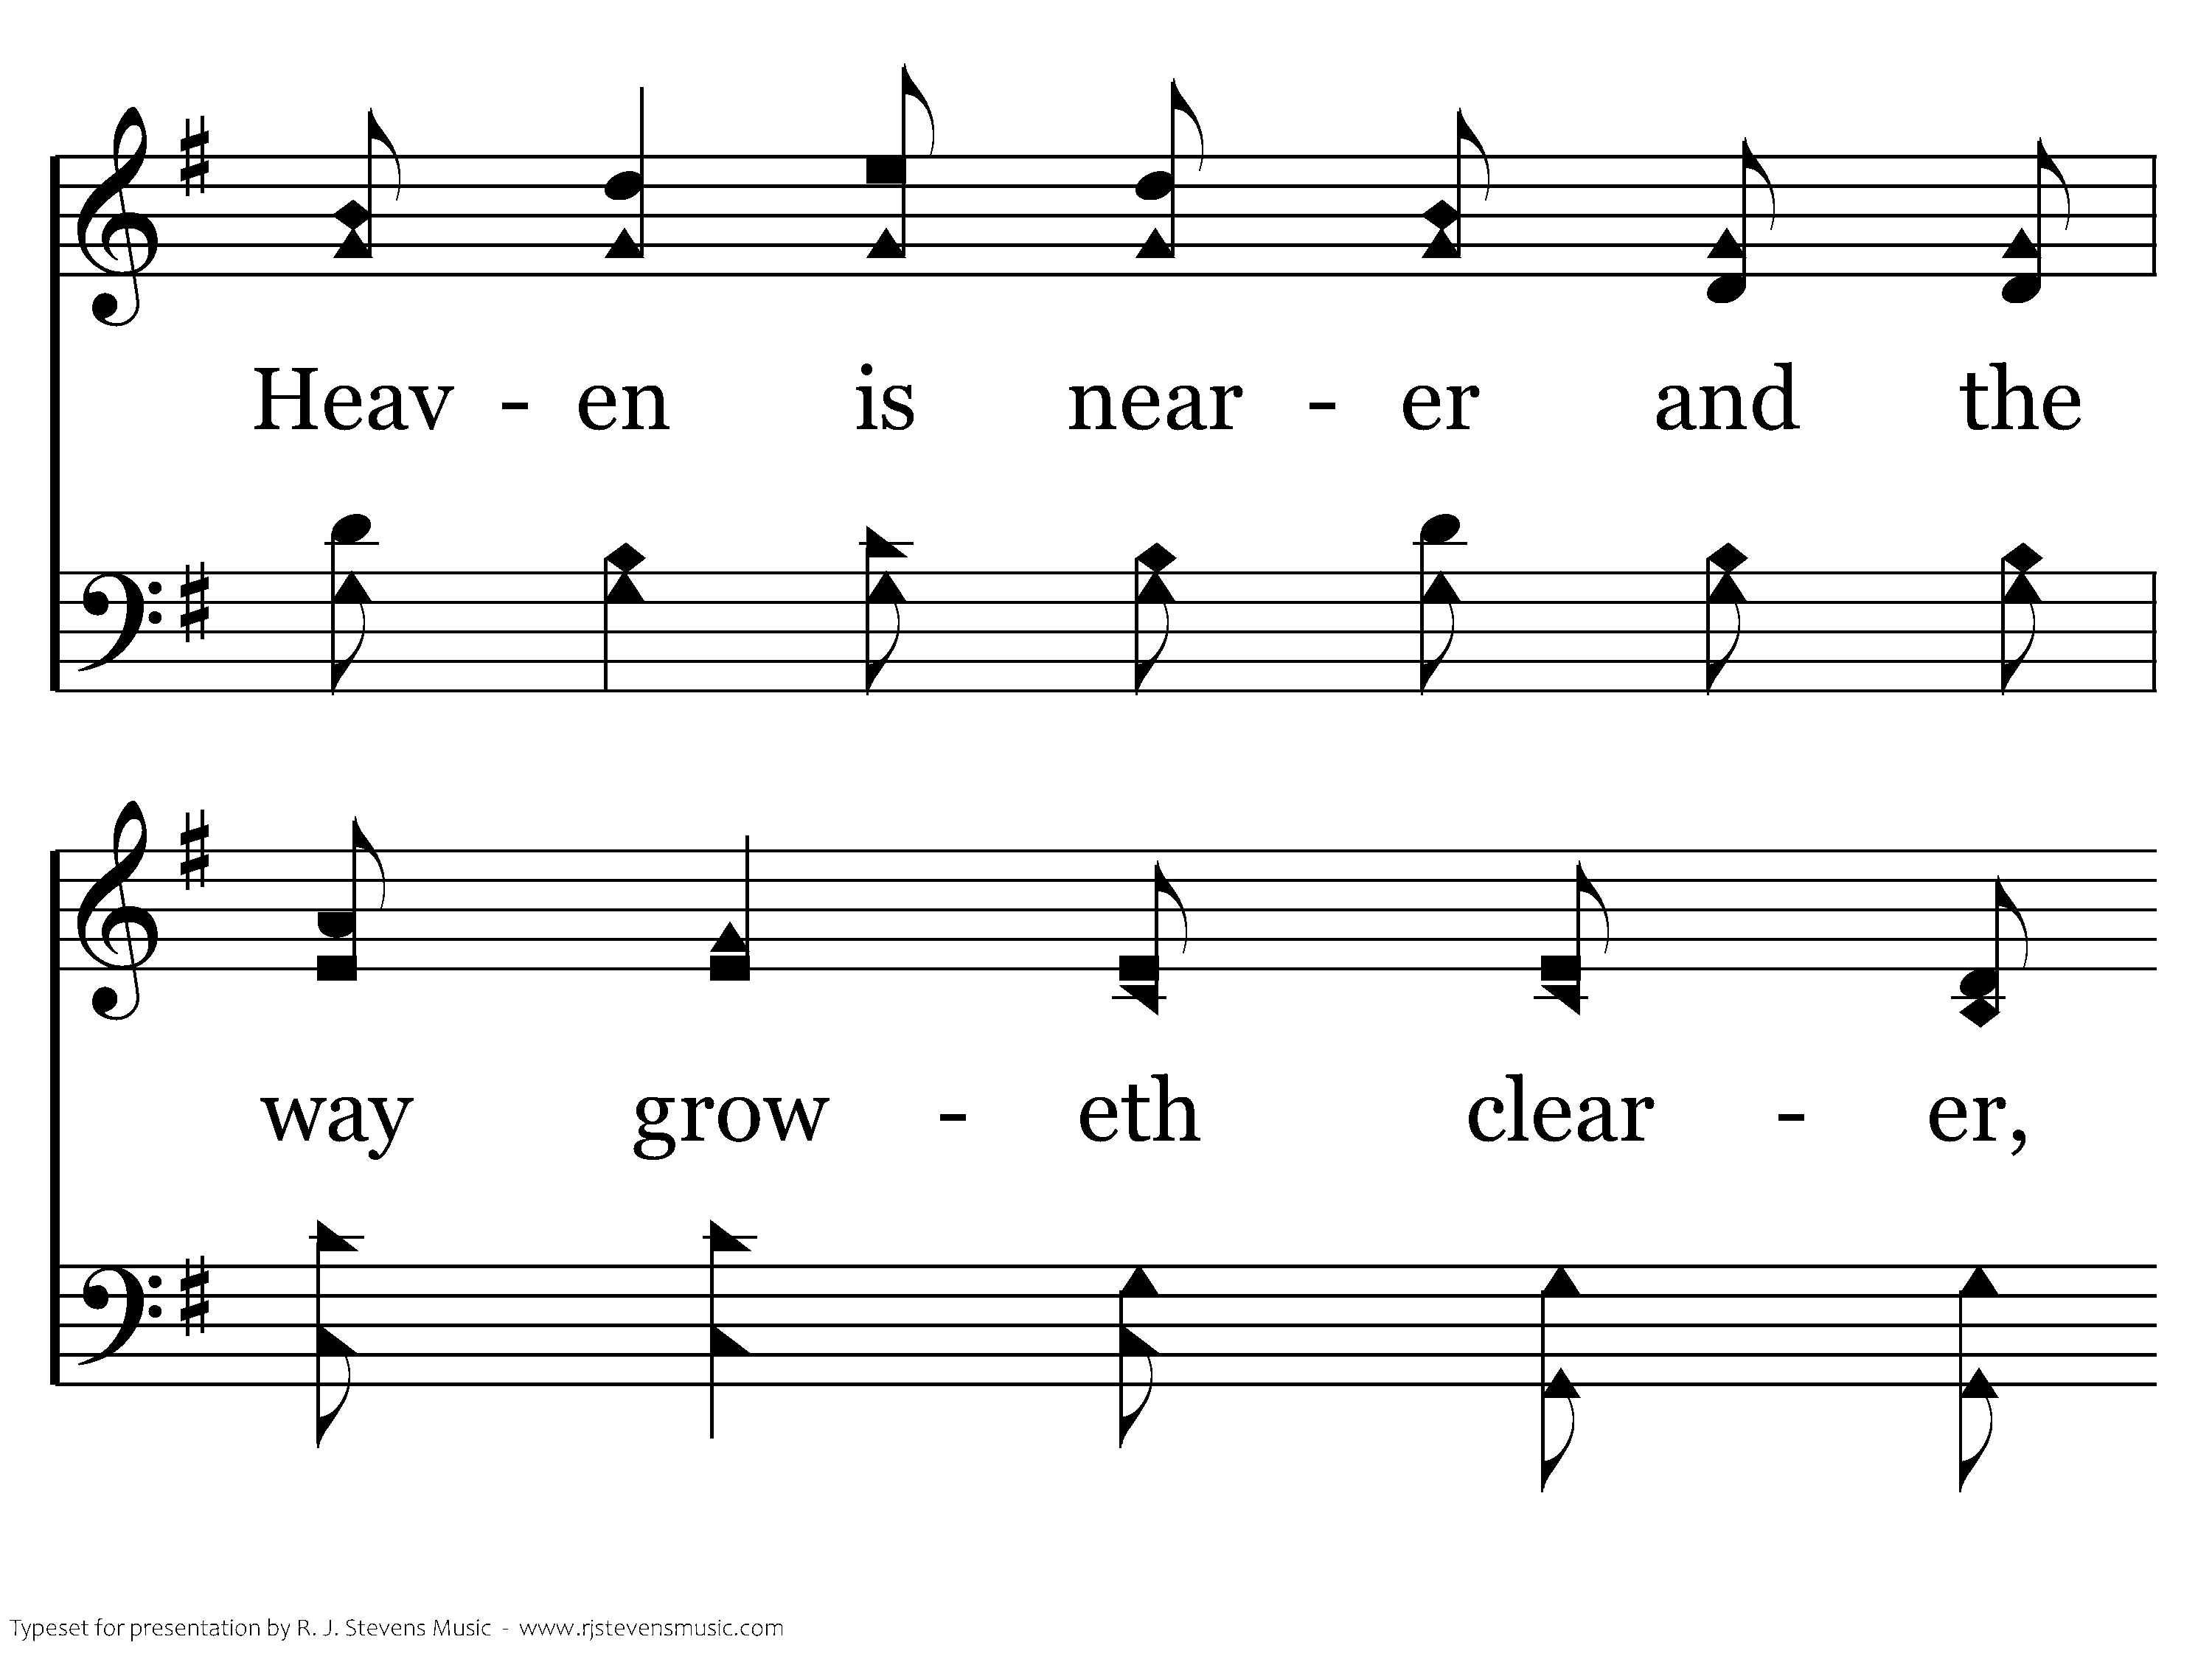 Heav - en is near - er and the
way grow - eth clear - er,
Typeset for presentation by R. J. Stevens Music - www.rjstevensmusic.com